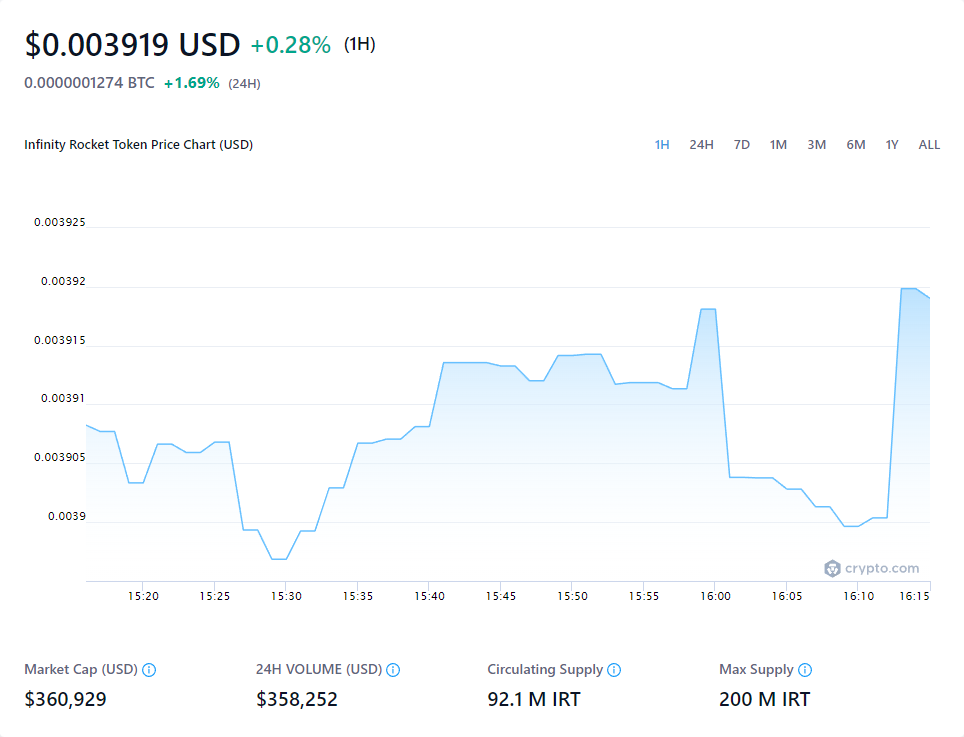 $0.003919 USD +0.28% (1H)
0.0000001274 BTC +1.69% (24H)
Infinity Rocket Token Price Chart (USD) 1H 24H 7D 1M 3M 6M 1Y ALL
0.003925
0.00392
0.003915
0.00391
0.003905
0.0039
crypto.com
15:20 15:25 15:30 15:35 15:40 15:45 15:50 15:55 16:00 16:05 16:10 16:15
Market Cap (USD) 24H VOLUME (USD) Circulating Supply Max Supply
$360,929 $358,252 92.1 M IRT 200 M IRT